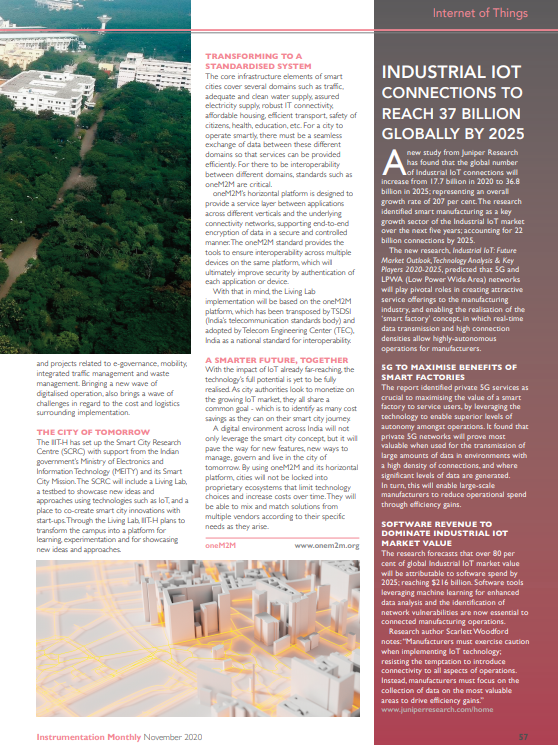 Internet of Things
and projects related to e-governance, mobility,
integrated traffic management and waste
management. Bringing a new wave of
digitalised operation, also brings a wave of
challenges in regard to the cost and logistics
surrounding implementation.
THE CITY OF TOMORROW
The IIIT-H has set up the Smart City Research
Centre (SCRC) with support from the Indian
government's Ministry of Electronics and
Information Technology (MEITY) and its Smart
City Mission. The SCRC will include a Living Lab,
a testbed to showcase new ideas and
approaches using technologies such as IoT, and a
place to co-create smart city innovations with
start-ups. Through the Living Lab, IIIT-H plans to
transform the campus into a platform for
learning, experimentation and for showcasing
new ideas and approaches.
TRANSFORMING TO A
STANDARDISED SYSTEM
The core infrastructure elements of smart
cities cover several domains such as traffic,
adequate and clean water supply, assured
electricity supply, robust IT connectivity,
affordable housing, efficient transport, safety of
citizens, health, education, etc. For a city to
operate smartly, there must be a seamless
exchange of data between these different
domains so that services can be provided
efficiently. For there to be interoperability
between different domains, standards such as
oneM2M are critical.
oneM2M's horizontal platform is designed to
provide a service layer between applications
across different verticals and the underlying
connectivity networks, supporting end-to-end
encryption of data in a secure and controlled
manner. The oneM2M standard provides the
tools to ensure interoperability across multiple
devices on the same platform, which will
ultimately improve security by authentication of
each application or device.
With that in mind, the Living Lab
implementation will be based on the oneM2M
platform, which has been transposed by TSDSI
(India's telecommunication standards body) and
adopted by Telecom Engineering Center (TEC),
India as a national standard for interoperability.
A SMARTER FUTURE, TOGETHER
With the impact of IoT already far-reaching, the
technology's full potential is yet to be fully
realised. As city authorities look to monetize on
the growing IoT market, they all share a
common goal – which is to identify as many cost
savings as they can on their smart city journey.
A digital environment across India will not
only leverage the smart city concept, but it will
pave the way for new features, new ways to
manage, govern and live in the city of
tomorrow. By using oneM2M and its horizontal
platform, cities will not be locked into
proprietary ecosystems that limit technology
choices and increase costs over time. They will
be able to mix and match solutions from
multiple vendors according to their specific
needs as they arise.
oneM2M www.onem2m.org
INDUSTRIAL IOT
CONNECTIONS TO
REACH 37 BILLION
GLOBALLY BY 2025
A new study from Juniper Research
has found that the global number
of Industrial IoT connections will
increase from 17.7 billion in 2020 to 36.8
billion in 2025; representing an overall
growth rate of 207 per cent. The research
identified smart manufacturing as a key
growth sector of the Industrial IoT market
over the next five years; accounting for 22
billion connections by 2025.
The new research, Industrial IoT: Future
Market Outlook, Technology Analysis & Key
Players 2020-2025, predicted that 5G and
LPWA (Low Power Wide Area) networks
will play pivotal roles in creating attractive
service offerings to the manufacturing
industry, and enabling the realisation of the
'smart factory' concept, in which real-time
data transmission and high connection
densities allow highly-autonomous
operations for manufacturers.
5G TO MAXIMISE BENEFITS OF
SMART FACTORIES
The report identified private 5G services as
crucial to maximising the value of a smart
factory to service users, by leveraging the
technology to enable superior levels of
autonomy amongst operations. It found that
private 5G networks will prove most
valuable when used for the transmission of
large amounts of data in environments with
a high density of connections, and where
significant levels of data are generated.
In turn, this will enable large-scale
manufacturers to reduce operational spend
through efficiency gains.
SOFTWARE REVENUE TO
DOMINATE INDUSTRIAL IOT
MARKET VALUE
The research forecasts that over 80 per
cent of global Industrial IoT market value
will be attributable to software spend by
2025; reaching $216 billion. Software tools
leveraging machine learning for enhanced
data analysis and the identification of
network vulnerabilities are now essential to
connected manufacturing operations.
Research author Scarlett Woodford
notes: "Manufacturers must exercise caution
when implementing IoT technology;
resisting the temptation to introduce
connectivity to all aspects of operations.
Instead, manufacturers must focus on the
collection of data on the most valuable
areas to drive efficiency gains."
www.juniperresearch.com/home
Instrumentation Monthly November 2020
57